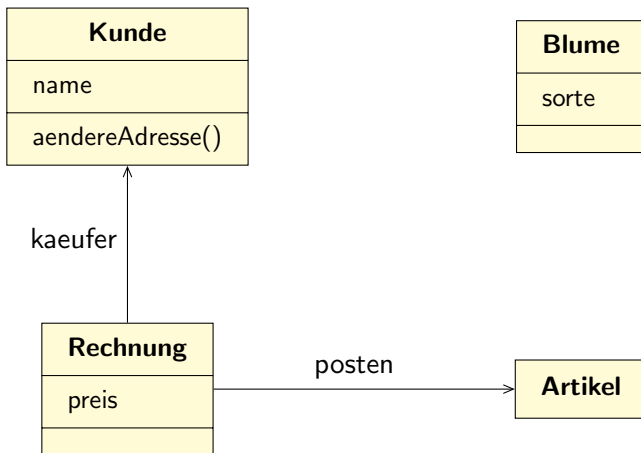 Kunde
name
aendereAdresse()
Blume
sorte
kaeufer
Rechnung
preis
posten
Artikel